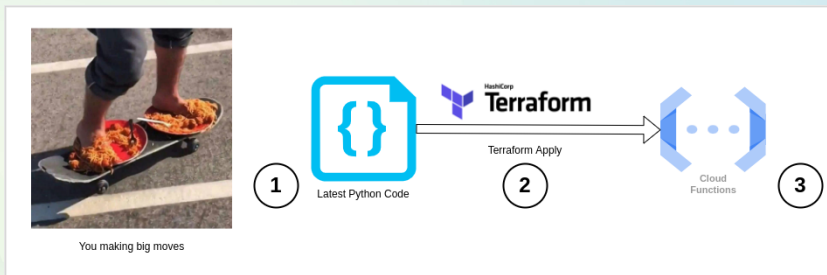 You making big moves
1
{}
Latest Python Code
HashiCorp
Terraform
Terraform Apply
2
Cloud
Functions
3